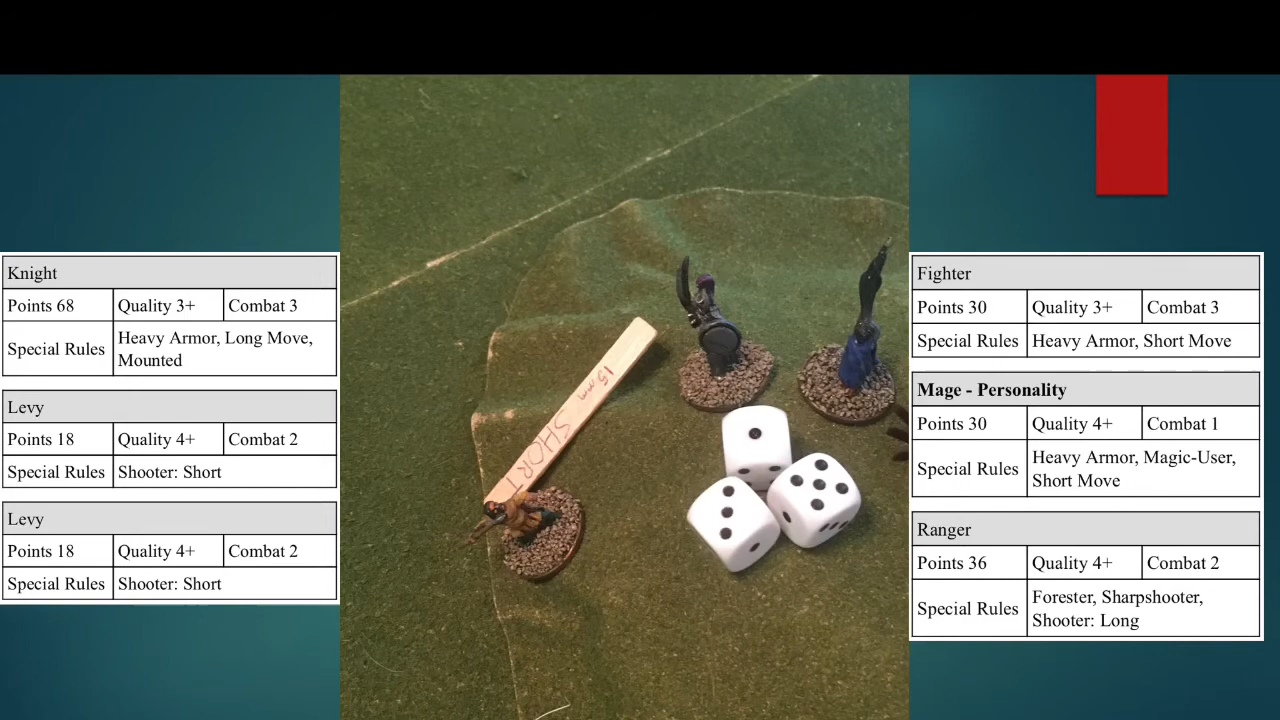 Knight
Points 68 Quality 3+ Combat 3
Special Rules Heavy Armor, Long Move,
Mounted
Levy
Points 18 Quality 4+ Combat 2
Special Rules Shooter: Short
Levy
Points 18 Quality 4+ Combat 2
Special Rules Shooter: Short
15mm
SHORT
Fighter
Points 30 Quality 3+ Combat 3
Special Rules Heavy Armor, Short Move
Mage - Personality
Points 30 Quality 4+ Combat 1
Special Rules Heavy Armor, Magic-User,
Short Move
Ranger
Points 36 Quality 4+ Combat 2
Special Rules Forester, Sharpshooter,
Shooter: Long